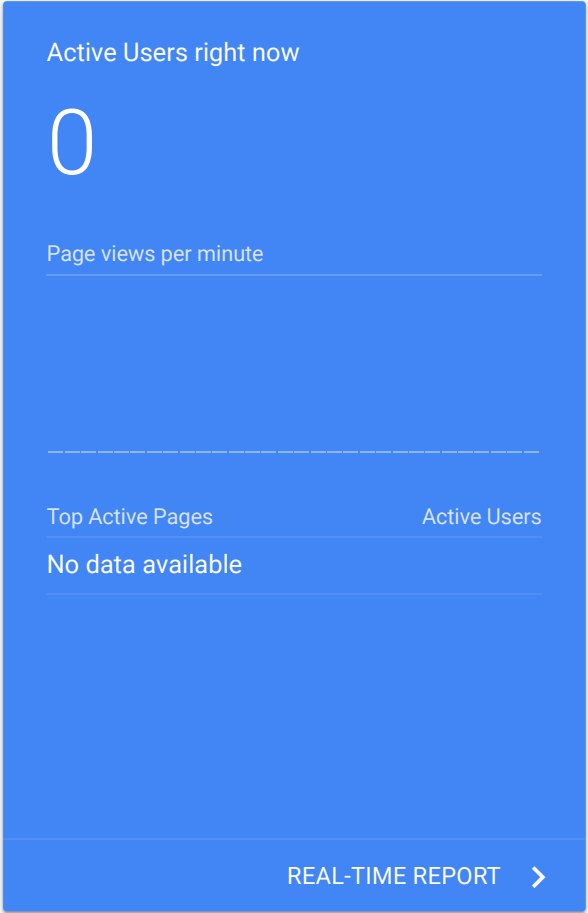 Active Users right now
0
Page views per minute
Top Active Pages Active Users
No data available
REAL-TIME REPORT